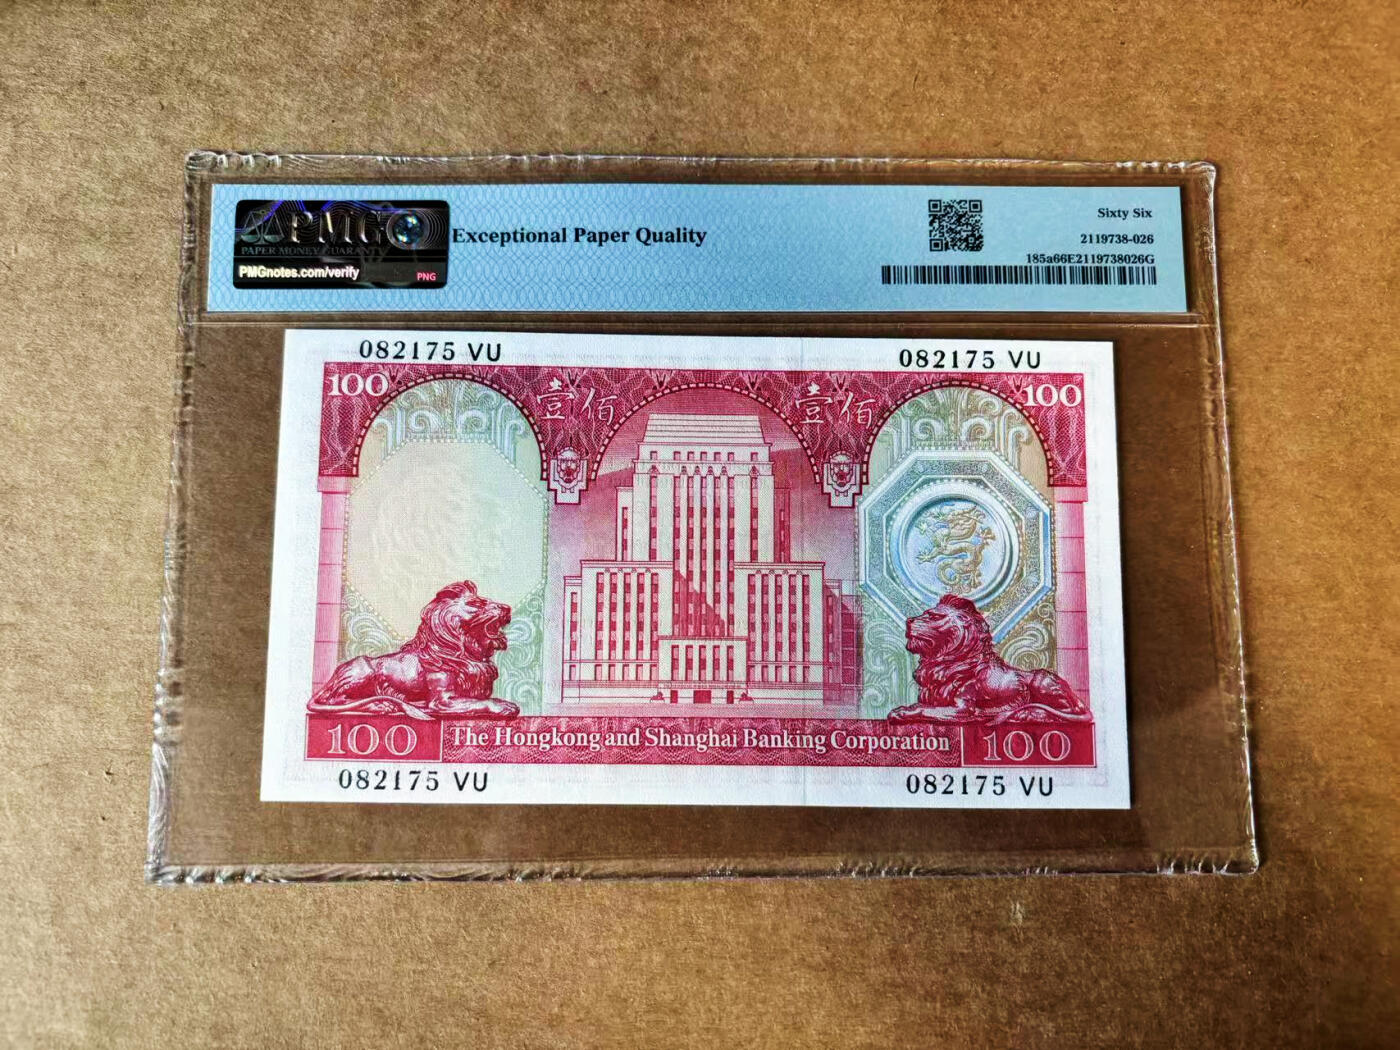 PMG
PAPER MONEY GUARANTY
PMGnotes.com/verify
PNG
Exceptional Paper Quality
Sixty Six
2119738-026
185a66E2119738026G
082175 VU
082175 VU
100
壹佰
壹佰
100
100
The Hongkong and Shanghai Banking Corporation
100
082175 VU
082175 VU